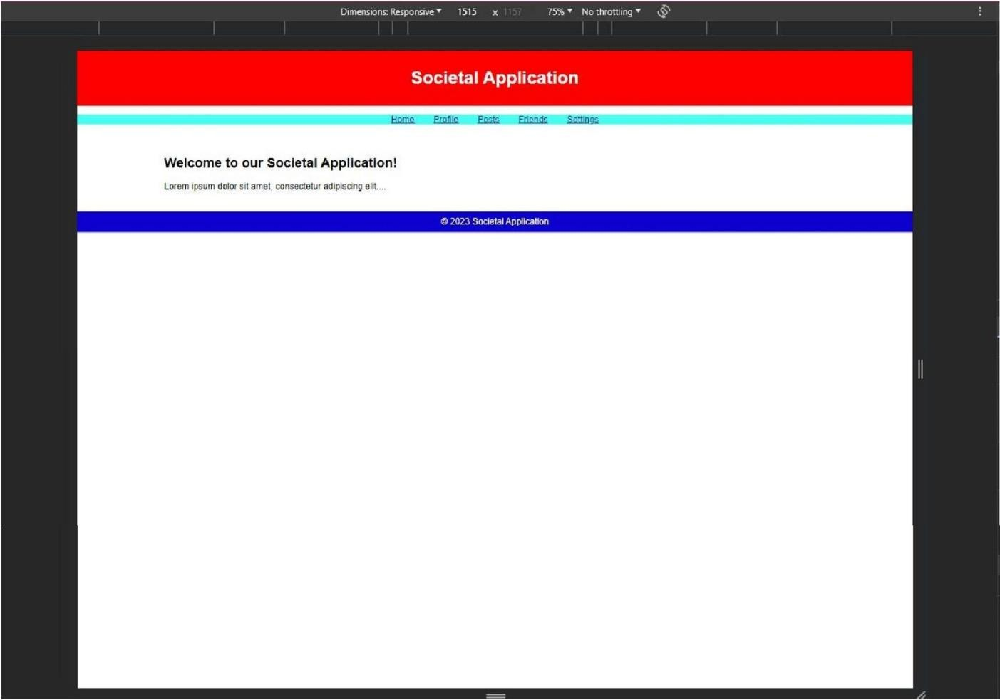 Dimensions: Responsive ▼ 1515 x 1157 75% ▼ No throttling ▼
Societal Application
Home Profile Posts Friends Settings
Welcome to our Societal Application!
Lorem ipsum dolor sit amet, consectetur adipiscing elit....
© 2023 Societal Application